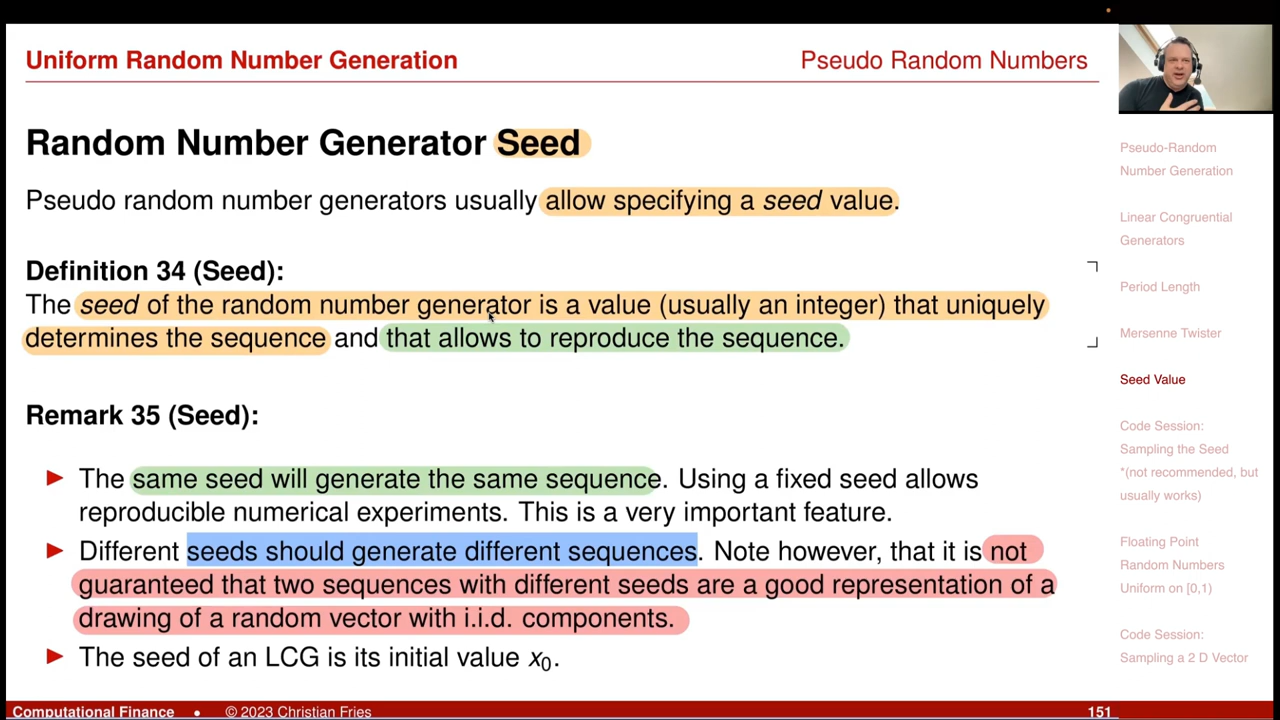 Uniform Random Number Generation
Pseudo Random Numbers
Random Number Generator Seed
Pseudo random number generators usually allow specifying a seed value.
Definition 34 (Seed):
The seed of the random number generator is a value (usually an integer) that uniquely
determines the sequence and that allows to reproduce the sequence.
Remark 35 (Seed):
► The same seed will generate the same sequence. Using a fixed seed allows
reproducible numerical experiments. This is a very important feature.
► Different seeds should generate different sequences. Note however, that it is not
guaranteed that two sequences with different seeds are a good representation of a
drawing of a random vector with i.i.d. components.
► The seed of an LCG is its initial value x₀.
Computational Finance • © 2023 Christian Fries
151
Pseudo-Random
Number Generation
Linear Congruential
Generators
Period Length
Mersenne Twister
Seed Value
Code Session:
Sampling the Seed
*(not recommended, but
usually works)
Floating Point
Random Numbers
Uniform on [0,1)
Code Session:
Sampling a 2 D Vector